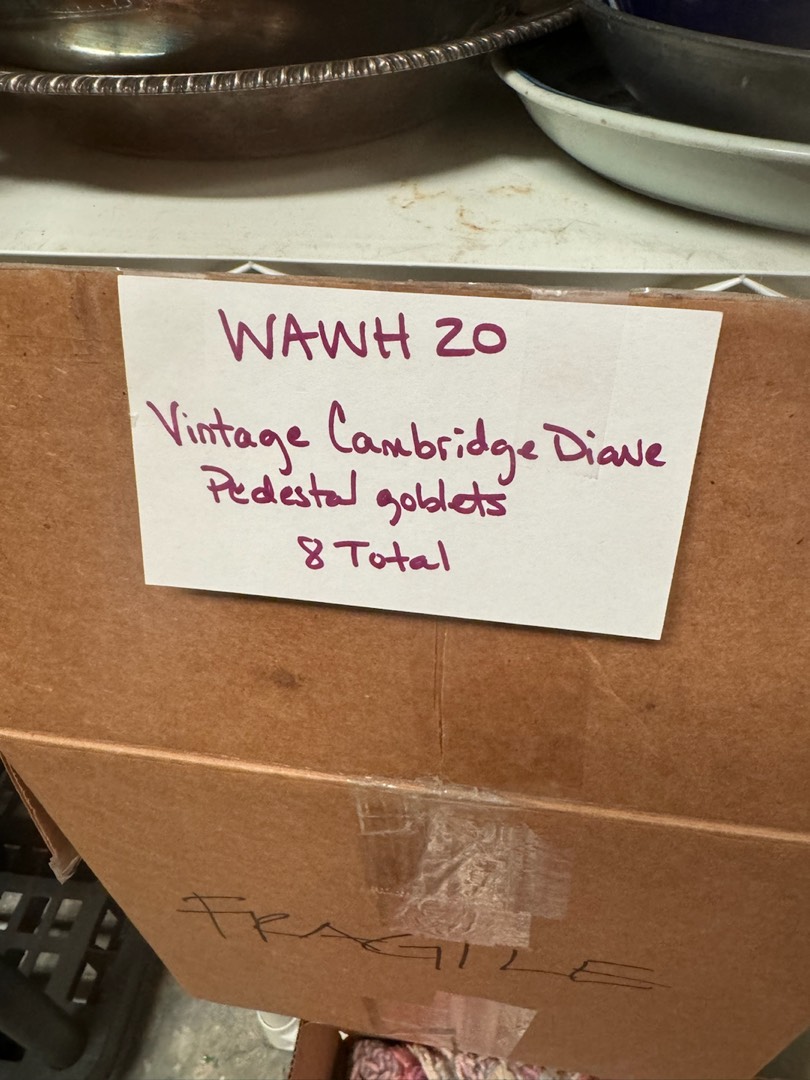 WAWH 20
Vintage Cambridge Diane
Pedestal goblets
8 Total
FRAGILE